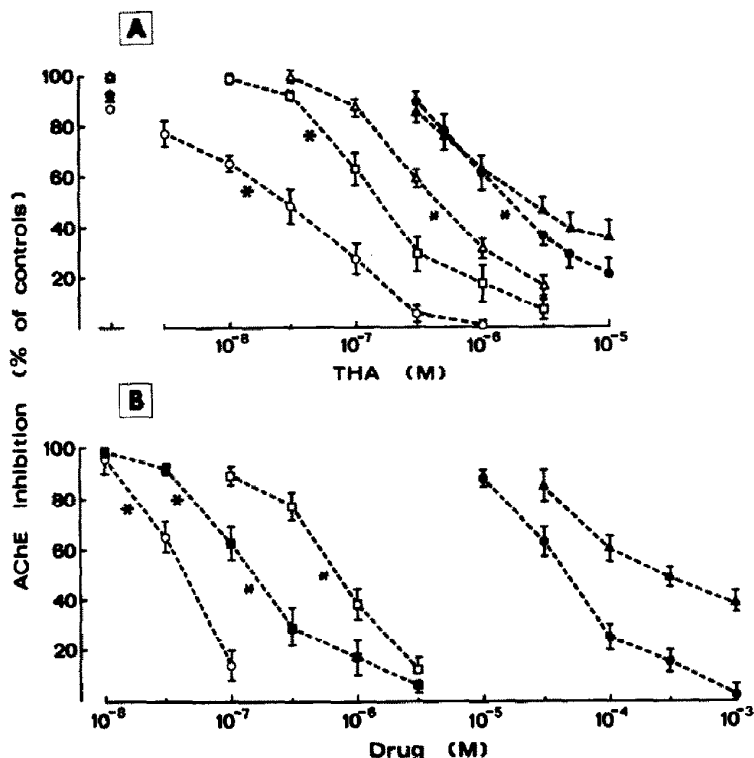 A
AChE Inhibition (% of controls)
100
80
60
40
20
10⁻⁸ 10⁻⁷ 10⁻⁶ 10⁻⁵
THA (M)
B
100
80
60
40
20
10⁻⁸ 10⁻⁷ 10⁻⁶ 10⁻⁵ 10⁻⁴ 10⁻³
Drug (M)